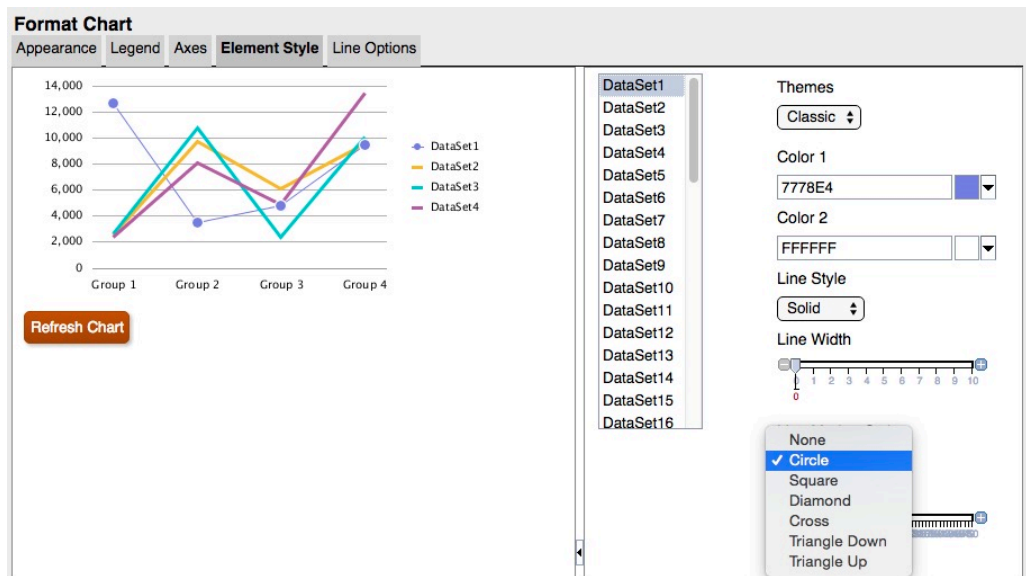 Format Chart
Appearance Legend Axes Element Style Line Options
14,000
12,000
10,000
8,000
6,000
4,000
2,000
0
Group 1 Group 2 Group 3 Group 4
DataSet1
DataSet2
DataSet3
DataSet4
Refresh Chart
DataSet1
DataSet2
DataSet3
DataSet4
DataSet5
DataSet6
DataSet7
DataSet8
DataSet9
DataSet10
DataSet11
DataSet12
DataSet13
DataSet14
DataSet15
DataSet16
Themes
Classic
Color 1
7778E4
Color 2
FFFFFF
Line Style
Solid
Line Width
0 1 2 3 4 5 6 7 8 9 10
0
None
✓ Circle
Square
Diamond
Cross
Triangle Down
Triangle Up